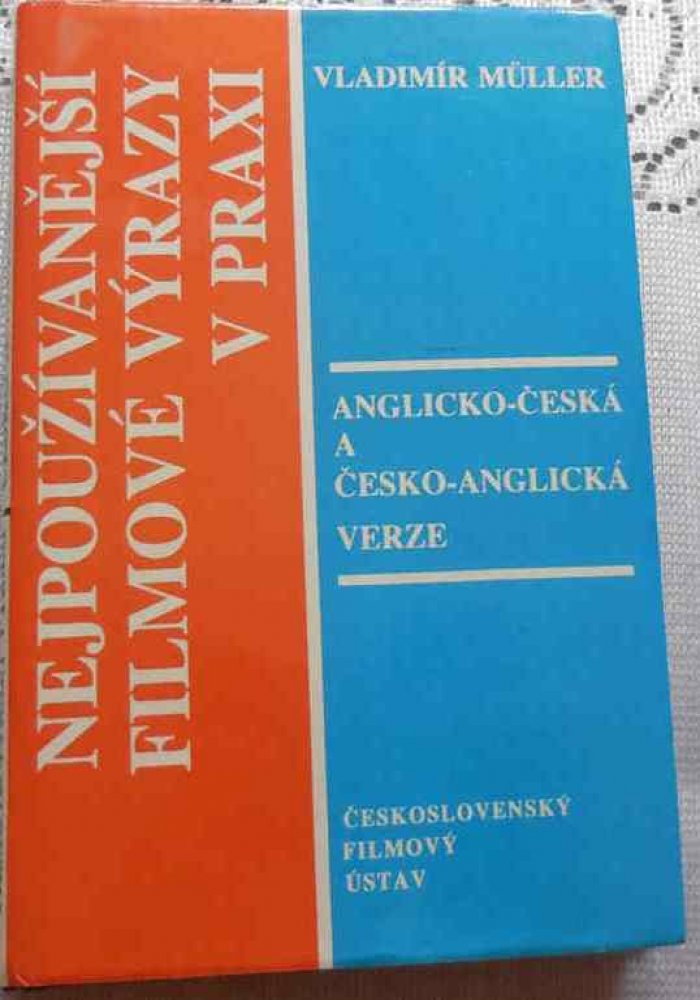 VLADIMÍR MÜLLER
NEJPOUŽÍVANĚJŠÍ
FILMOVÉ VÝRAZY
V PRAXI
ANGLICKO-ČESKÁ
A
ČESKO-ANGLICKÁ
VERZE
ČESKOSLOVENSKÝ
FILMOVÝ
ÚSTAV